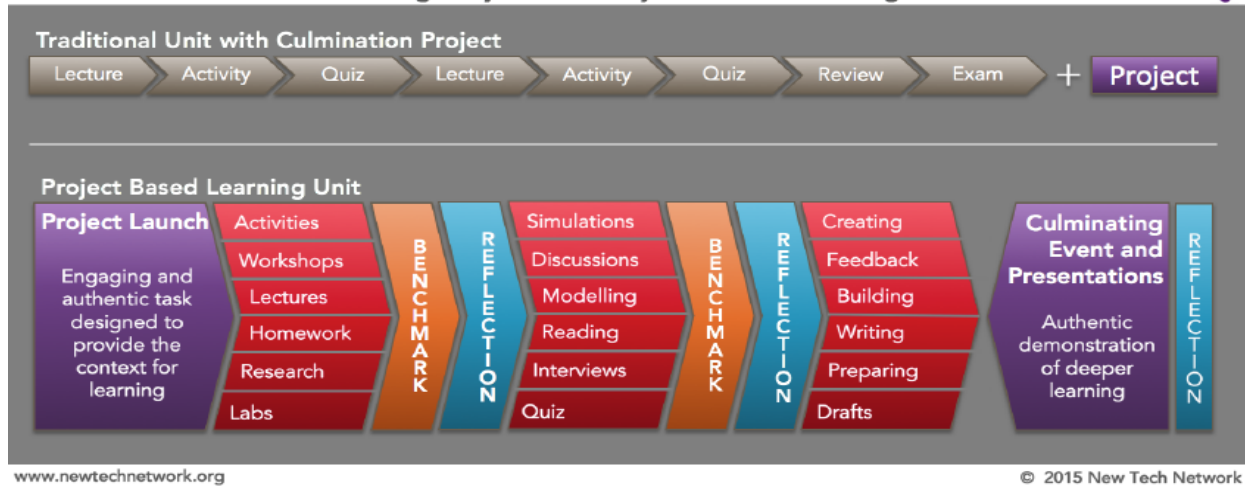 Traditional Unit with Culmination Project
Lecture Activity Quiz Lecture Activity Quiz Review Exam + Project
Project Based Learning Unit
Project Launch
Engaging and
authentic task
designed to
provide the
context for
learning
Activities
Workshops
Lectures
Homework
Research
Labs
BENCHMARK
REFLECTION
Simulations
Discussions
Modelling
Reading
Interviews
Quiz
BENCHMARK
REFLECTION
Creating
Feedback
Building
Writing
Preparing
Drafts
Culminating
Event and
Presentations
Authentic
demonstration
of deeper
learning
REFLECTION
www.newtechnetwork.org
© 2015 New Tech Network